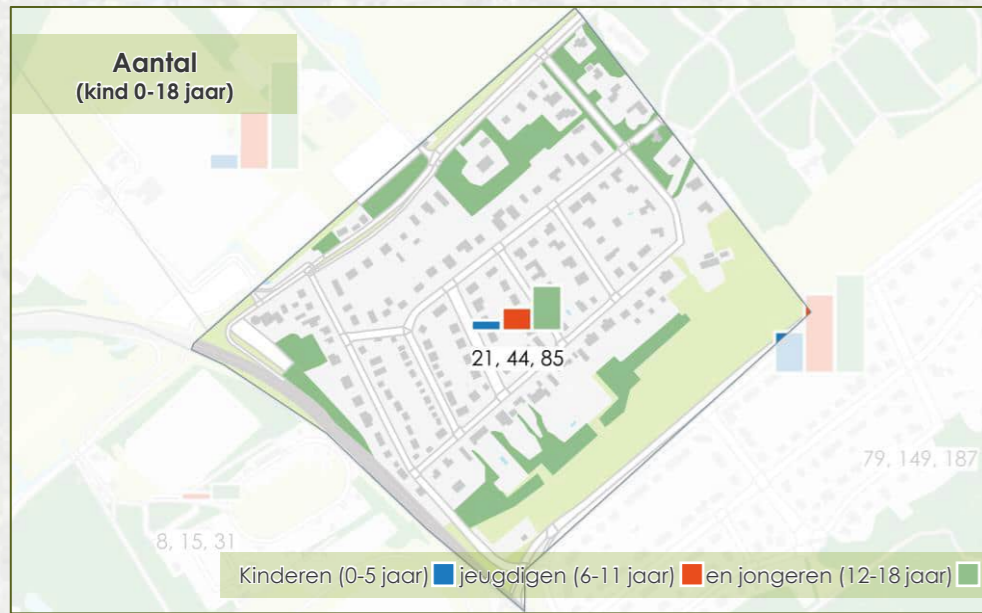 Aantal
(kind 0-18 jaar)
21, 44, 85
79, 149, 187
8, 15, 31
Kinderen (0-5 jaar) jeugdigen (6-11 jaar) en jongeren (12-18 jaar)